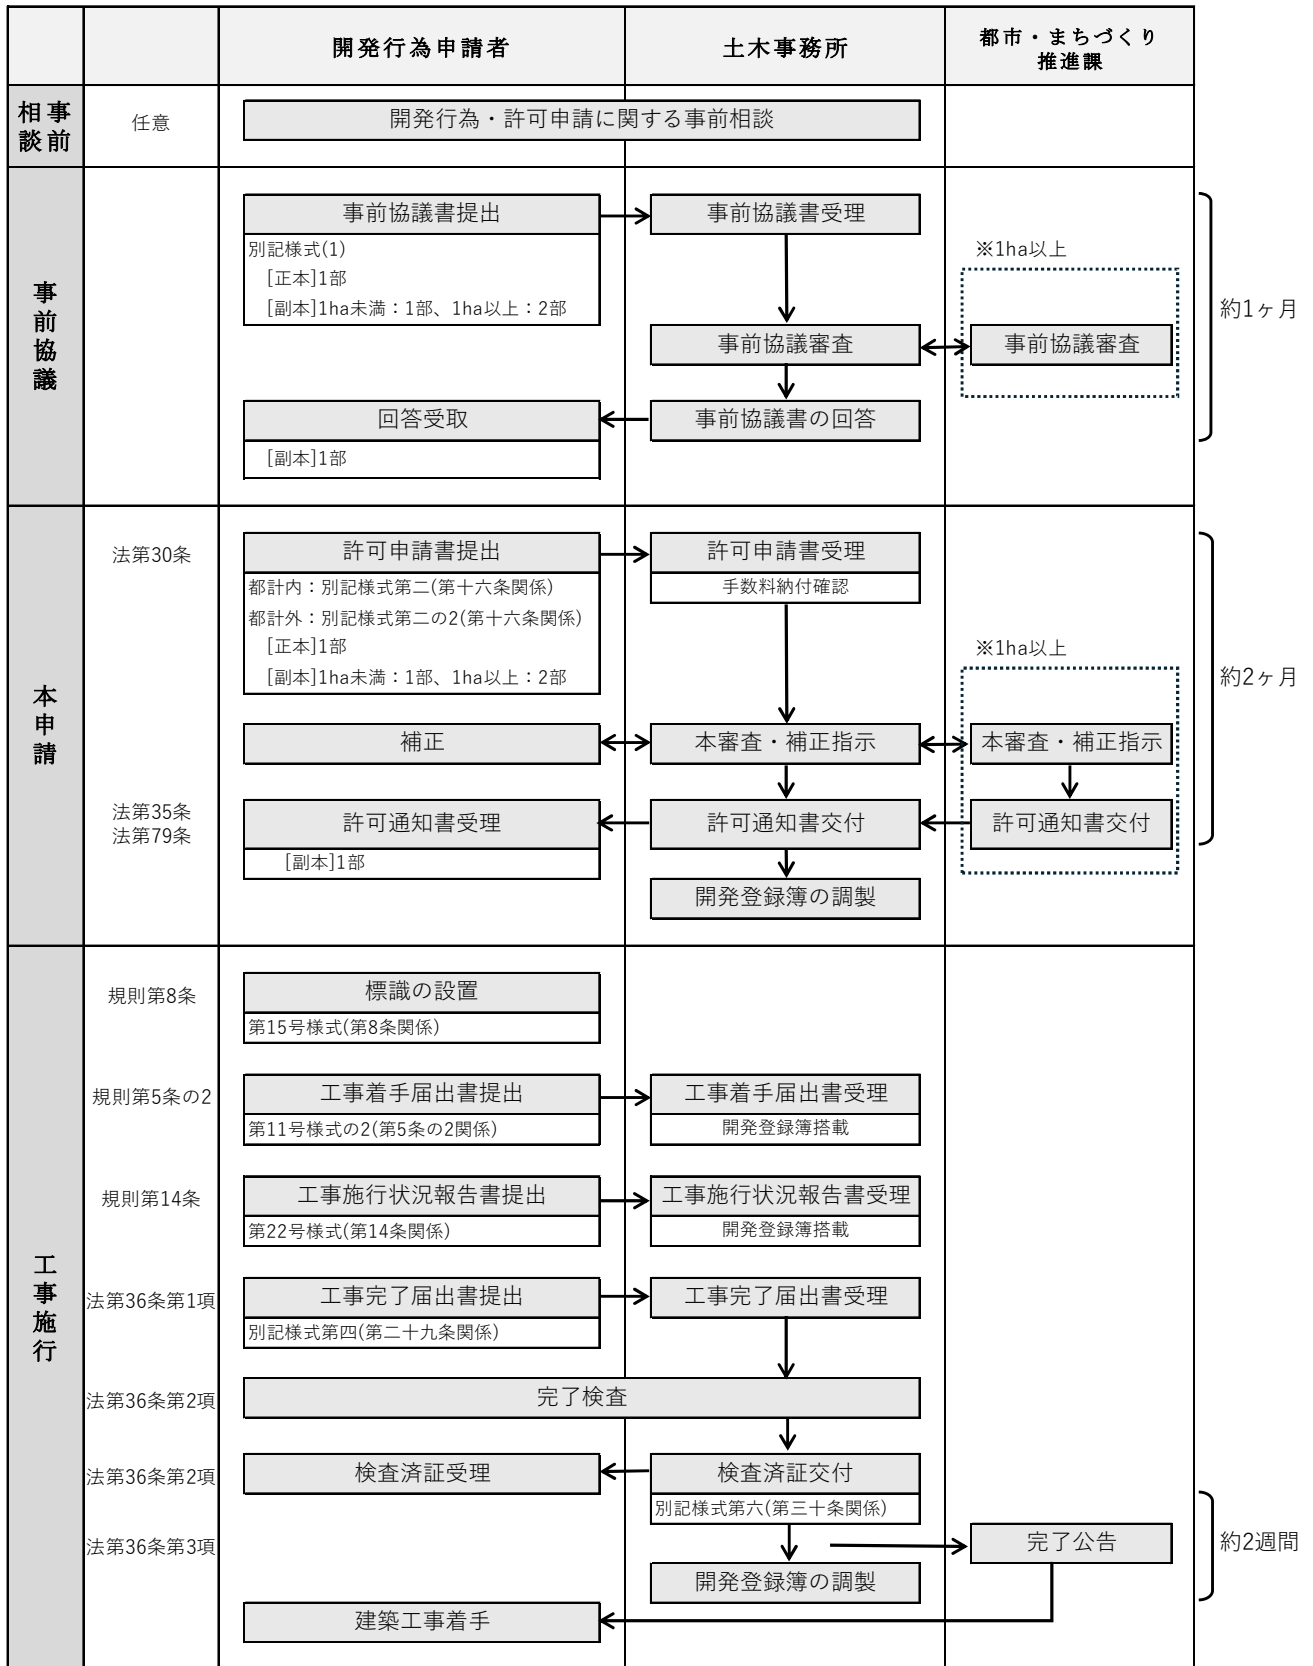 開発行為申請者
土木事務所
都市・まちづくり
推進課
事前
相談
任意
開発行為・許可申請に関する事前相談
事前協議
事前協議書提出
事前協議書受理
別記様式(1)
[正本]1部
[副本]1ha未満：1部、1ha以上：2部
※1ha以上
約1ヶ月
事前協議審査
事前協議審査
回答受取
事前協議書の回答
[副本]1部
本申請
法第30条
許可申請書提出
許可申請書受理
都計内：別記様式第二(第十六条関係)
手数料納付確認
都計外：別記様式第二の2(第十六条関係)
[正本]1部
[副本]1ha未満：1部、1ha以上：2部
※1ha以上
約2ヶ月
補正
本審査・補正指示
本審査・補正指示
法第35条
法第79条
許可通知書受理
許可通知書交付
許可通知書交付
[副本]1部
開発登録簿の調製
工事施行
規則第8条
標識の設置
第15号様式(第8条関係)
規則第5条の2
工事着手届出書提出
工事着手届出書受理
第11号様式の2(第5条の2関係)
開発登録簿搭載
規則第14条
工事施行状況報告書提出
工事施行状況報告書受理
第22号様式(第14条関係)
開発登録簿搭載
法第36条第1項
工事完了届出書提出
工事完了届出書受理
別記様式第四(第二十九条関係)
法第36条第2項
完了検査
法第36条第2項
検査済証受理
検査済証交付
別記様式第六(第三十条関係)
法第36条第3項
完了公告
約2週間
開発登録簿の調製
建築工事着手